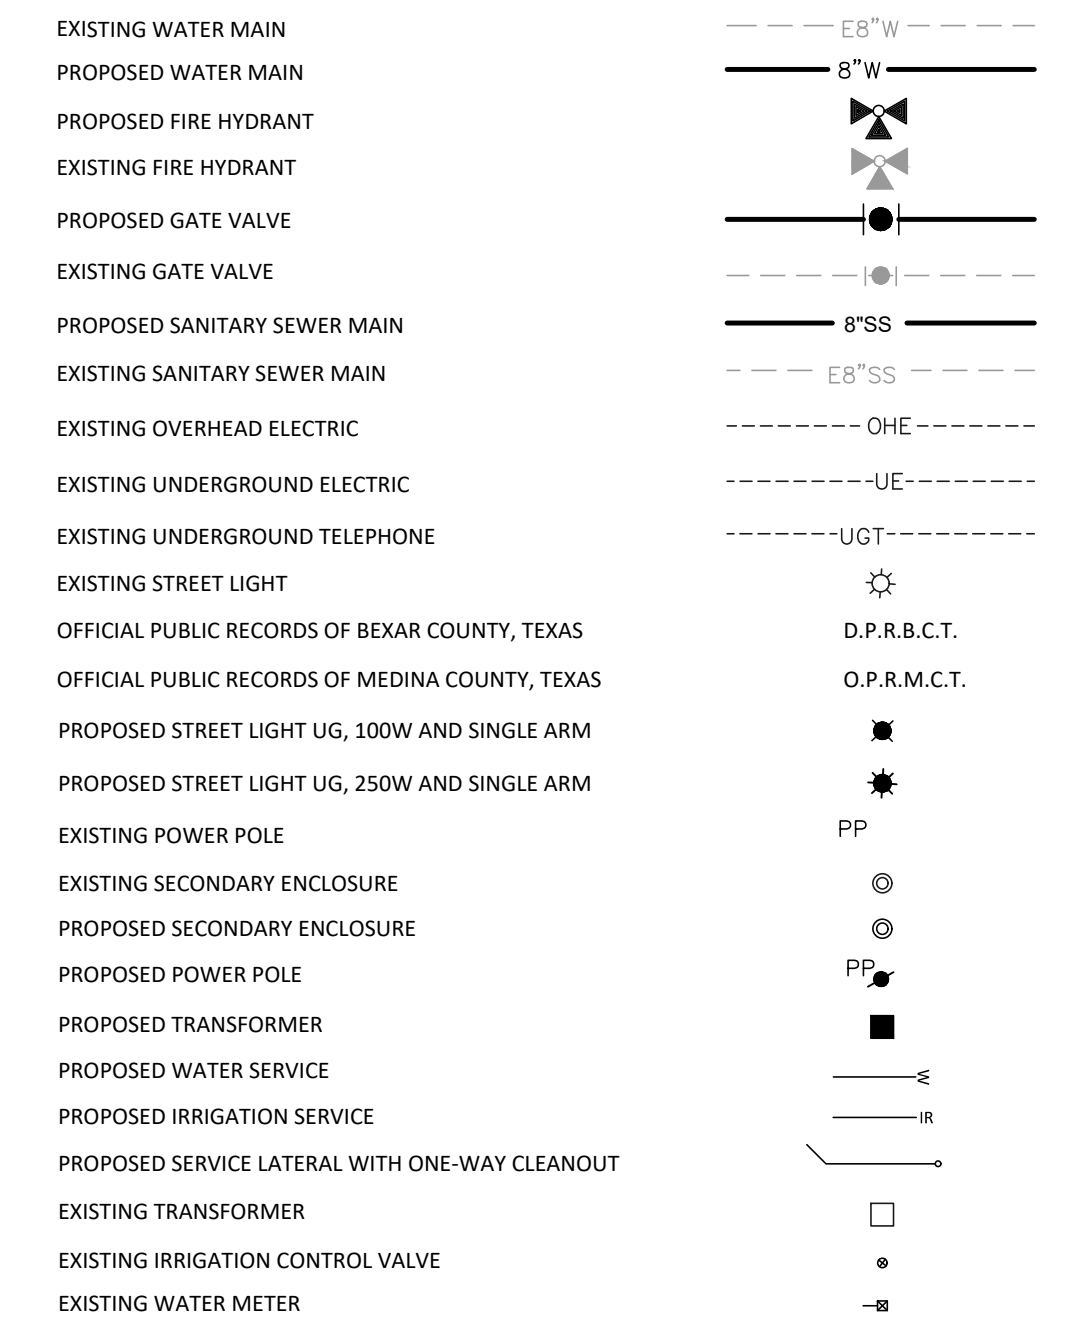 EXISTING WATER MAIN E8”W
PROPOSED WATER MAIN 8”W
PROPOSED FIRE HYDRANT
EXISTING FIRE HYDRANT
PROPOSED GATE VALVE
EXISTING GATE VALVE
PROPOSED SANITARY SEWER MAIN 8"SS
EXISTING SANITARY SEWER MAIN E8”SS
EXISTING OVERHEAD ELECTRIC OHE
EXISTING UNDERGROUND ELECTRIC UE
EXISTING UNDERGROUND TELEPHONE UGT
EXISTING STREET LIGHT
OFFICIAL PUBLIC RECORDS OF BEXAR COUNTY, TEXAS D.P.R.B.C.T.
OFFICIAL PUBLIC RECORDS OF MEDINA COUNTY, TEXAS O.P.R.M.C.T.
PROPOSED STREET LIGHT UG, 100W AND SINGLE ARM
PROPOSED STREET LIGHT UG, 250W AND SINGLE ARM
EXISTING POWER POLE PP
EXISTING SECONDARY ENCLOSURE
PROPOSED SECONDARY ENCLOSURE
PROPOSED POWER POLE PP
PROPOSED TRANSFORMER
PROPOSED WATER SERVICE W
PROPOSED IRRIGATION SERVICE IR
PROPOSED SERVICE LATERAL WITH ONE-WAY CLEANOUT
EXISTING TRANSFORMER
EXISTING IRRIGATION CONTROL VALVE
EXISTING WATER METER